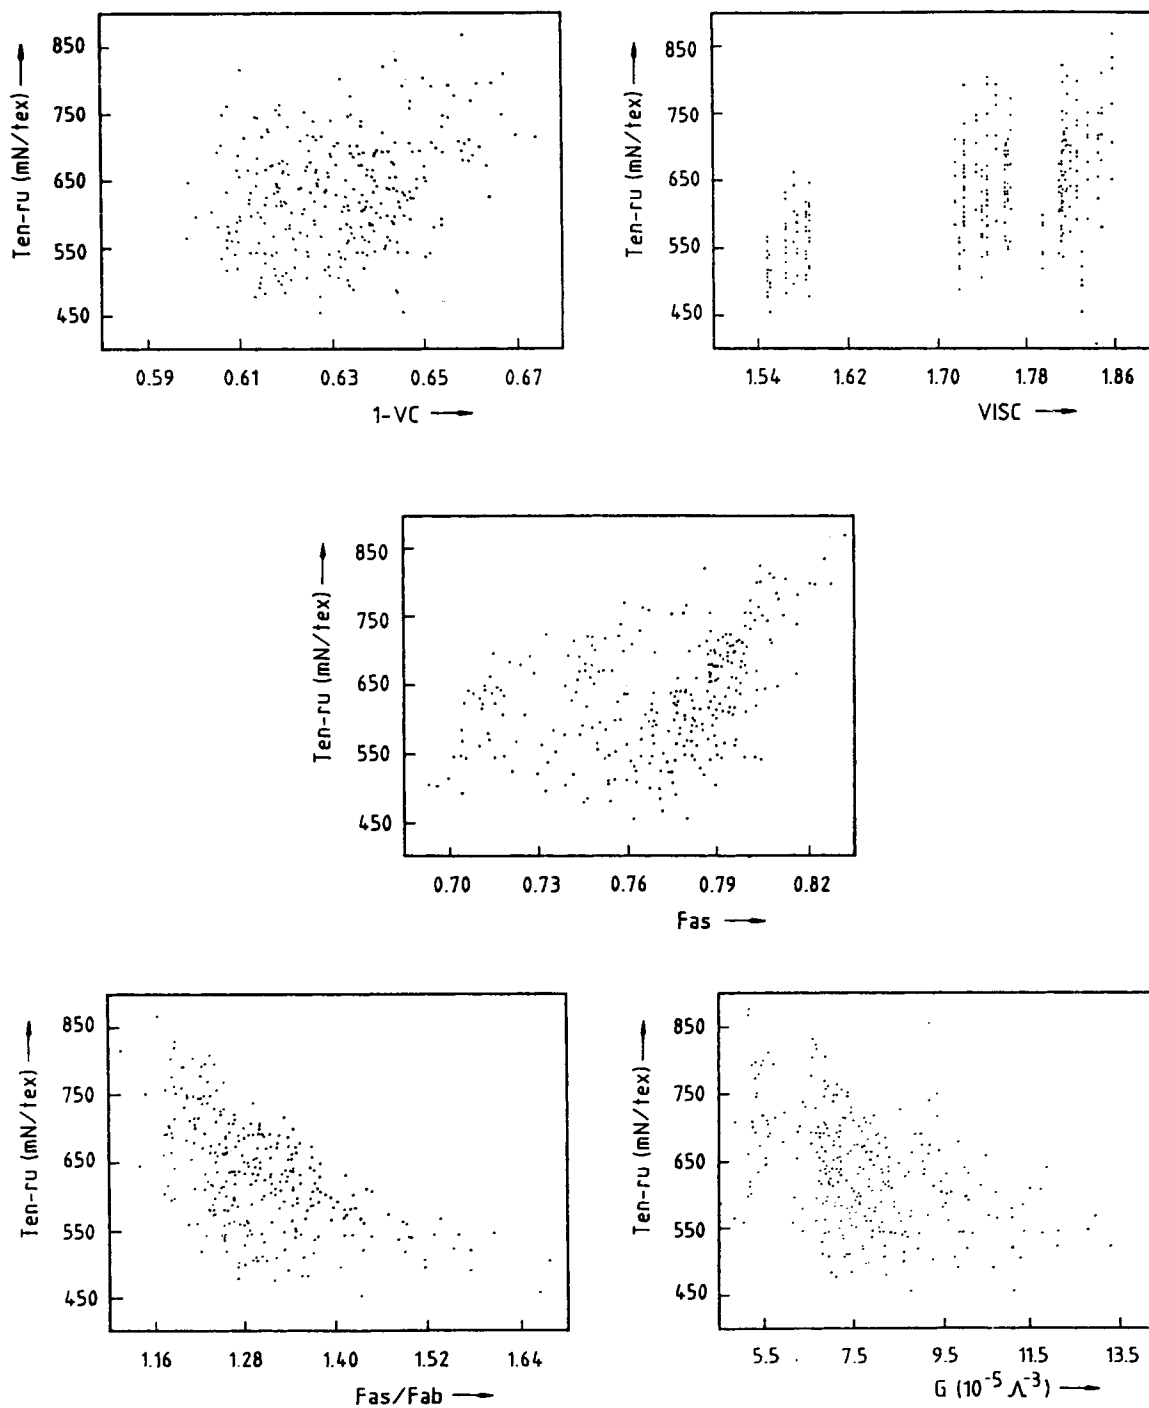 Ten-ru (mN/tex)
850
750
650
550
450
0.59 0.61 0.63 0.65 0.67
1-VC
Ten-ru (mN/tex)
850
750
650
550
450
1.54 1.62 1.70 1.78 1.86
VISC
Ten-ru (mN/tex)
850
750
650
550
450
0.70 0.73 0.76 0.79 0.82
Fas
Ten-ru (mN/tex)
850
750
650
550
450
1.16 1.28 1.40 1.52 1.64
Fas/Fab
Ten-ru (mN/tex)
850
750
650
550
450
5.5 7.5 9.5 11.5 13.5
G (10⁻⁵ Λ⁻³)